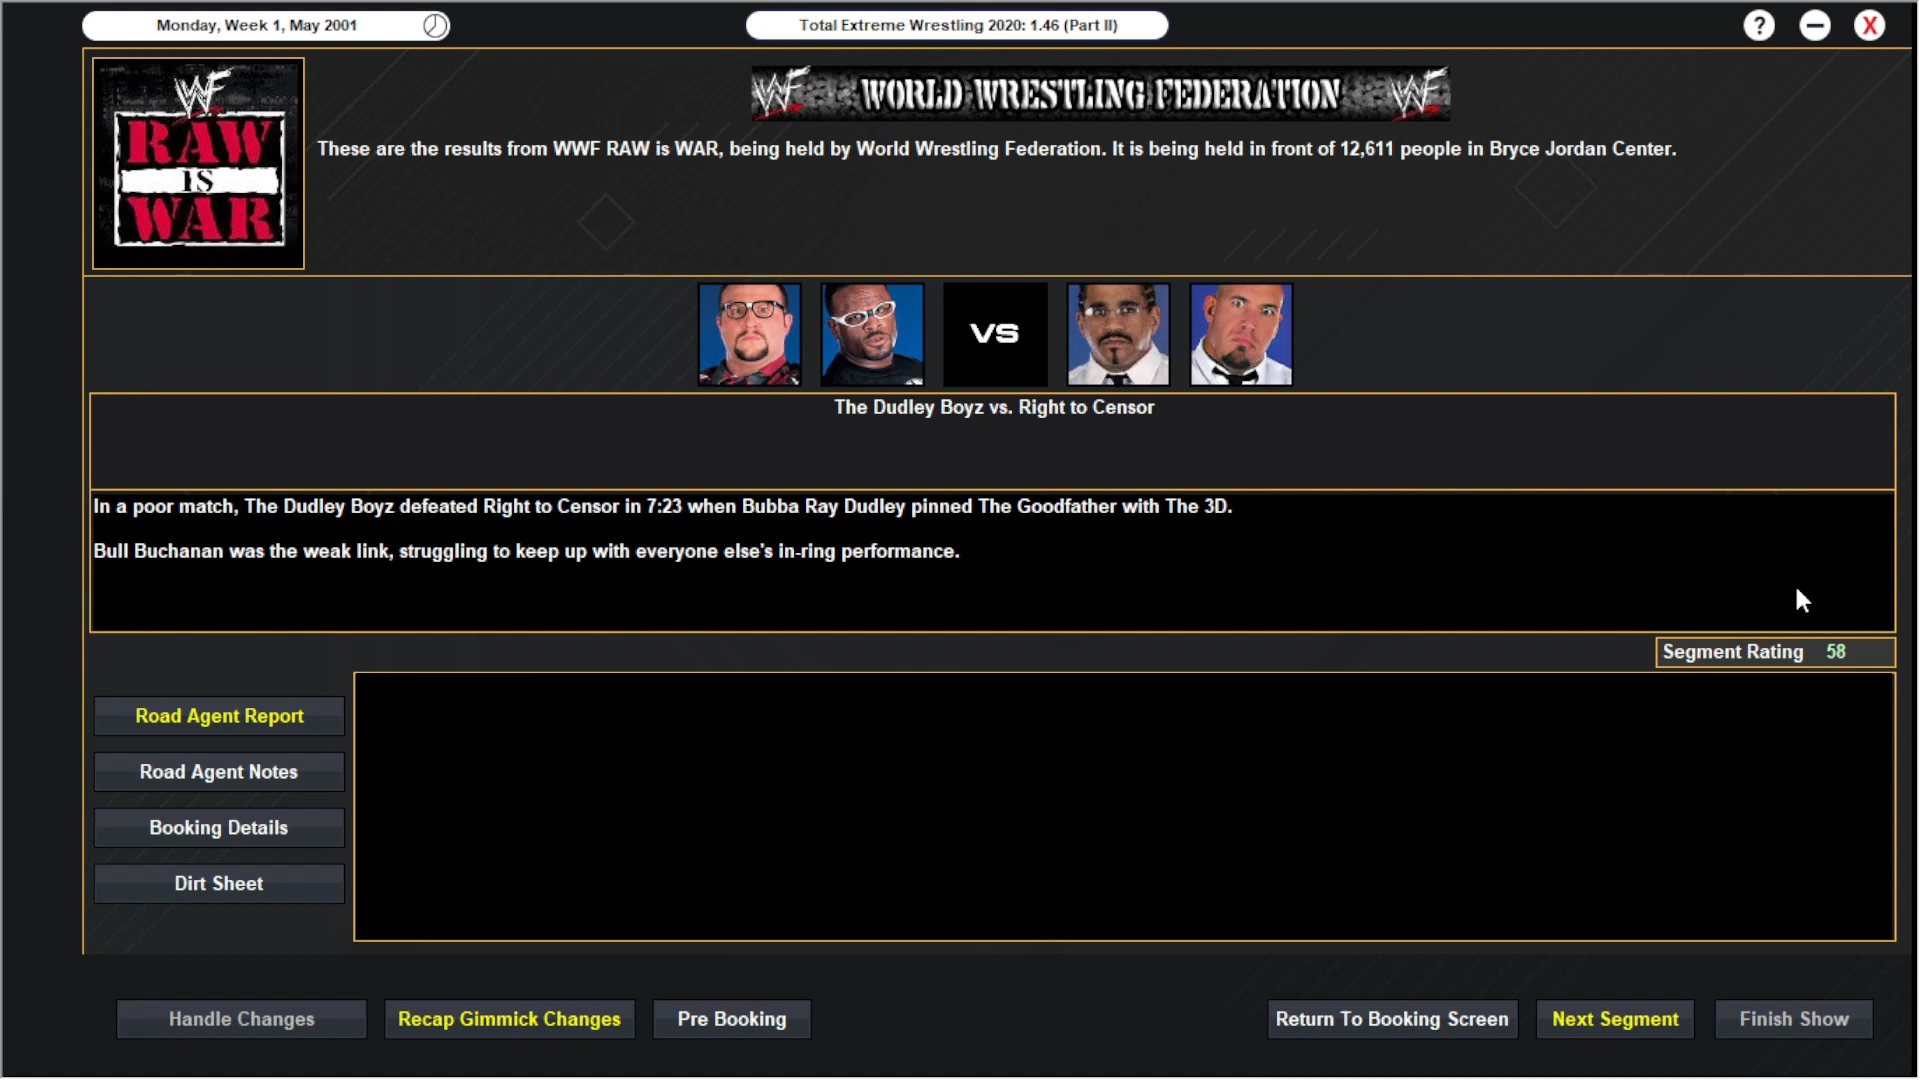 Monday, Week 1, May 2001
Total Extreme Wrestling 2020: 1.46 (Part II)
?
X
WF
RAW
IS
WAR
WF WORLD WRESTLING FEDERATION WF
These are the results from WWF RAW is WAR, being held by World Wrestling Federation. It is being held in front of 12,611 people in Bryce Jordan Center.
VS
The Dudley Boyz vs. Right to Censor
In a poor match, The Dudley Boyz defeated Right to Censor in 7:23 when Bubba Ray Dudley pinned The Goodfather with The 3D.
Bull Buchanan was the weak link, struggling to keep up with everyone else's in-ring performance.
Segment Rating 58
Road Agent Report
Road Agent Notes
Booking Details
Dirt Sheet
Handle Changes
Recap Gimmick Changes
Pre Booking
Return To Booking Screen
Next Segment
Finish Show